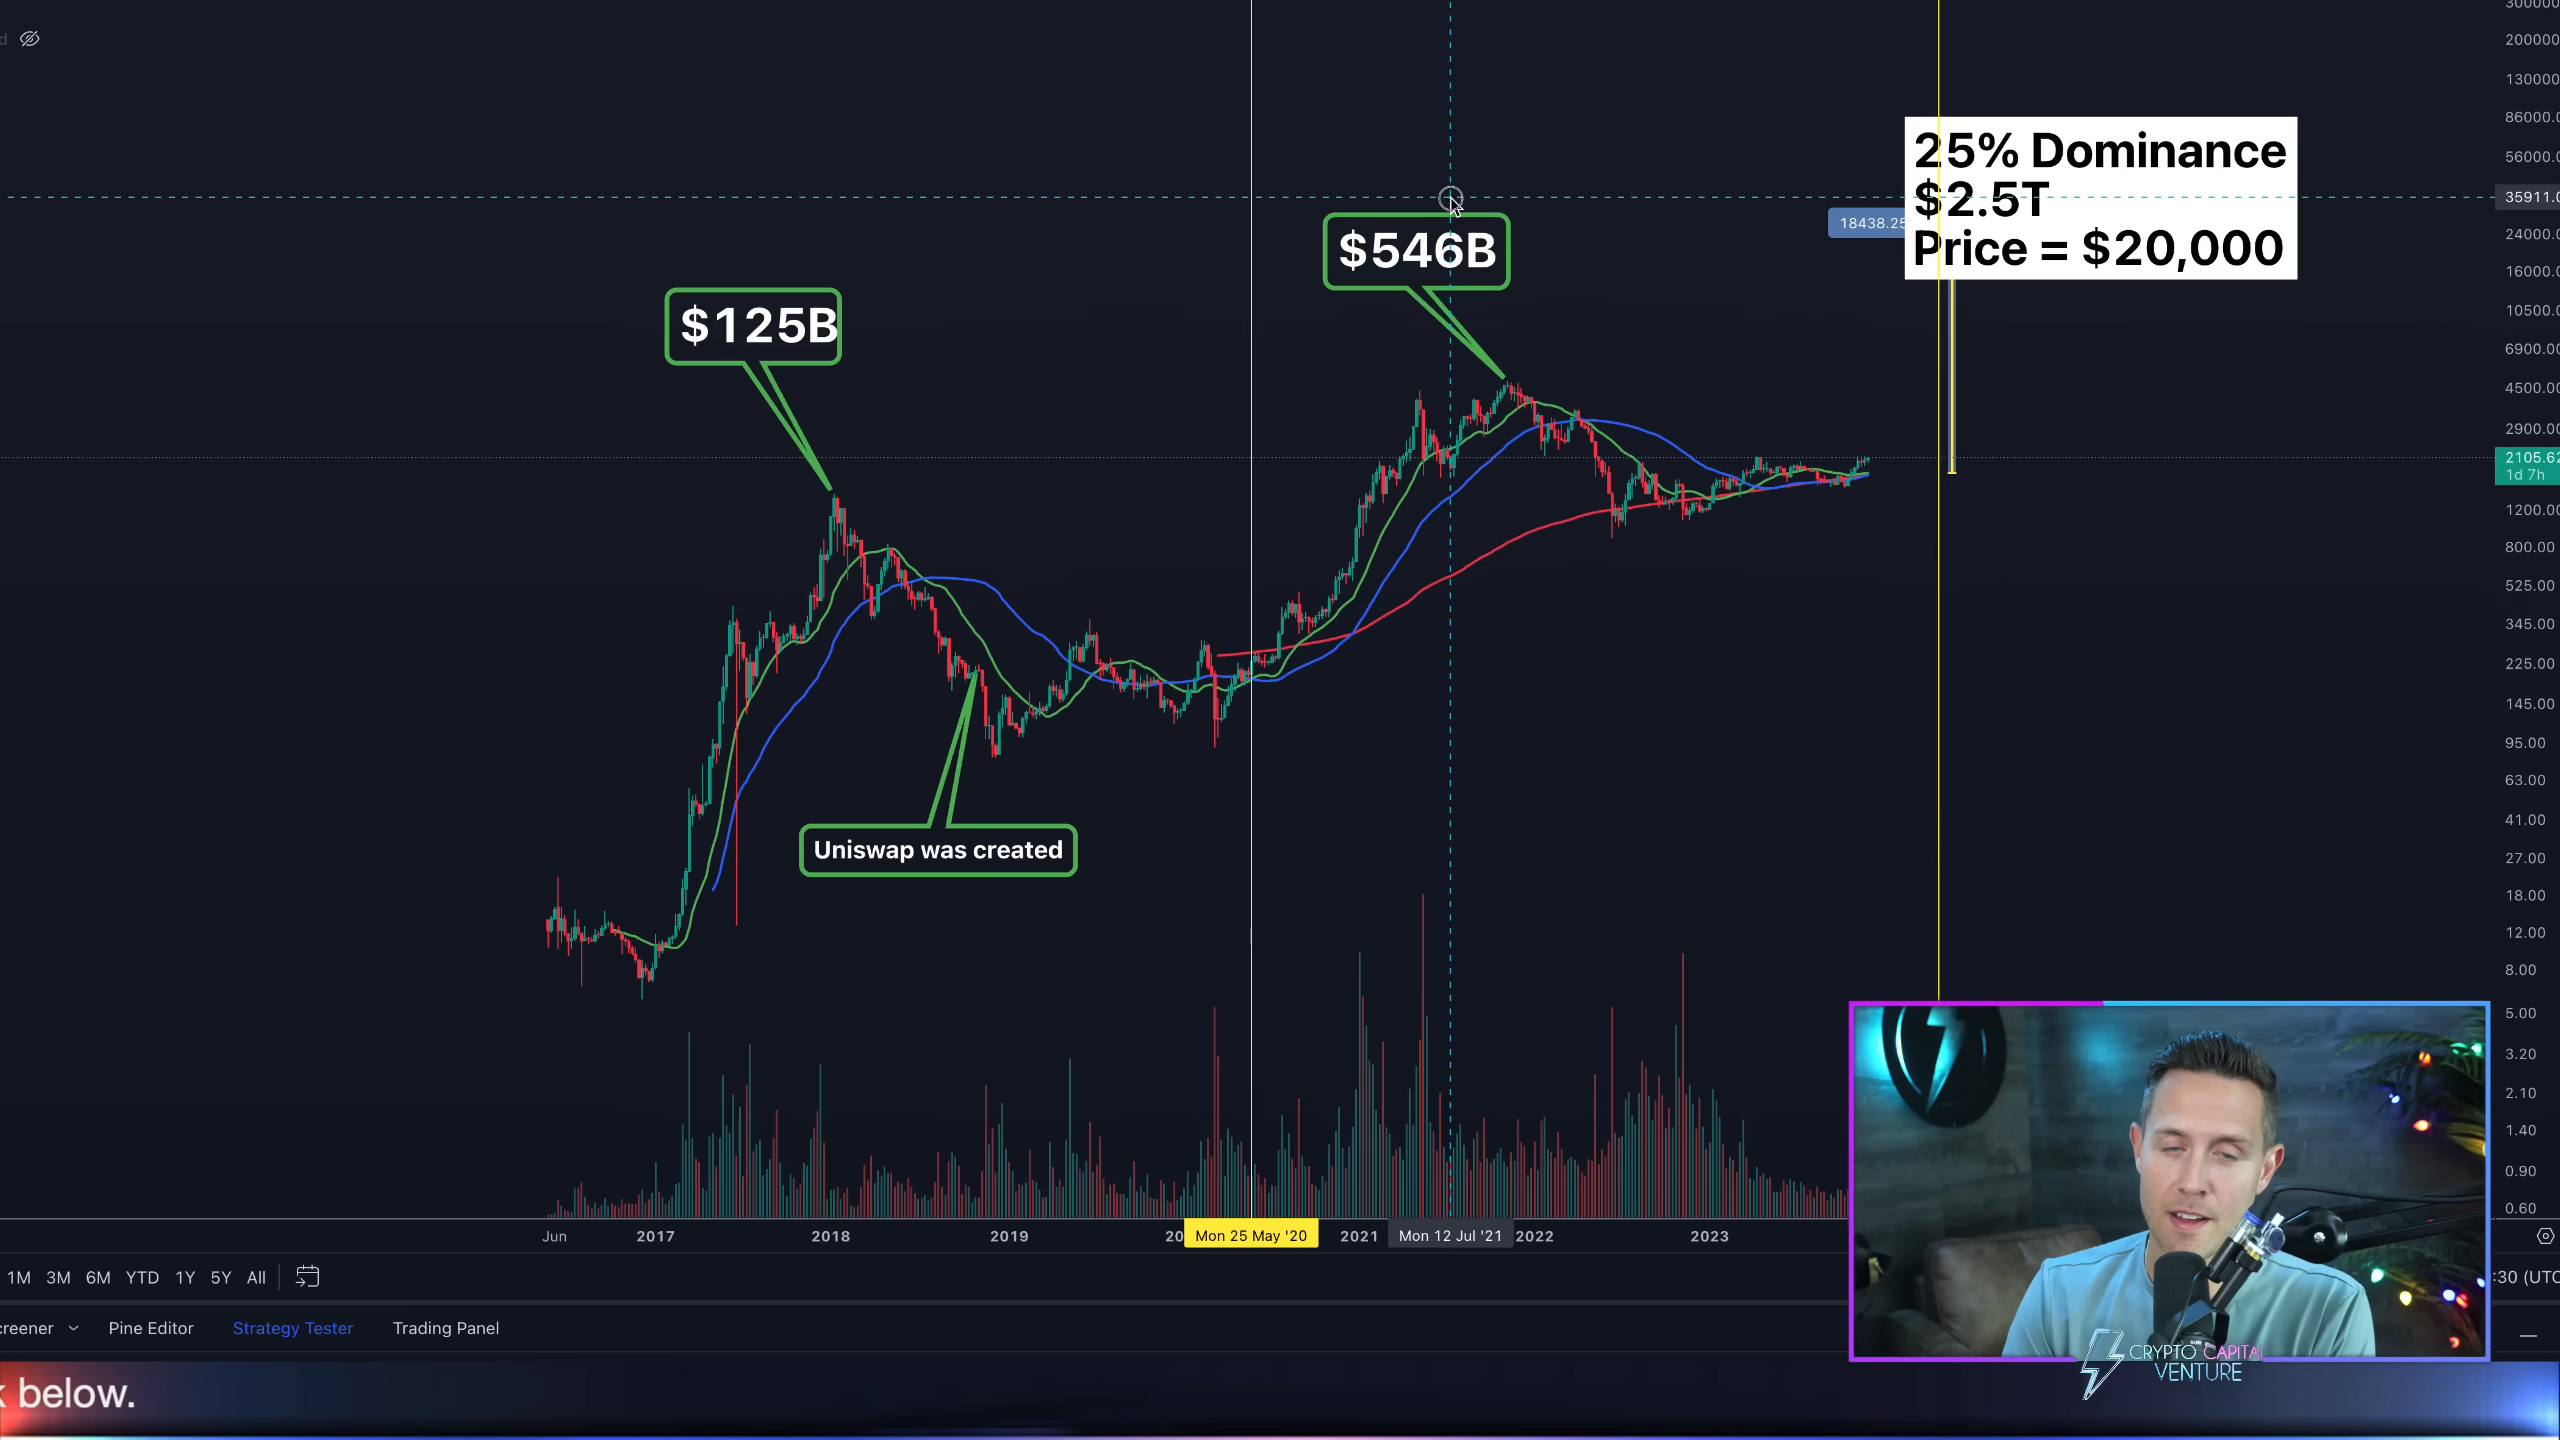 d
300000
200000
130000
86000.0
56000.0
35911.0
24000.0
16000.0
10500.0
6900.00
4500.00
2900.00
2105.62
1d 7h
1200.00
800.00
525.00
345.00
225.00
145.00
95.00
63.00
41.00
27.00
18.00
12.00
8.00
5.00
3.20
2.10
1.40
0.90
0.60
25% Dominance
$2.5T
Price = $20,000
18438.25
$546B
$125B
Uniswap was created
Jun 2017 2018 2019 20 Mon 25 May '20 2021 Mon 12 Jul '21 2022 2023
1M 3M 6M YTD 1Y 5Y All
:30 (UTC
creener Pine Editor Strategy Tester Trading Panel
CRYPTO CAPITAL
VENTURE
k below.